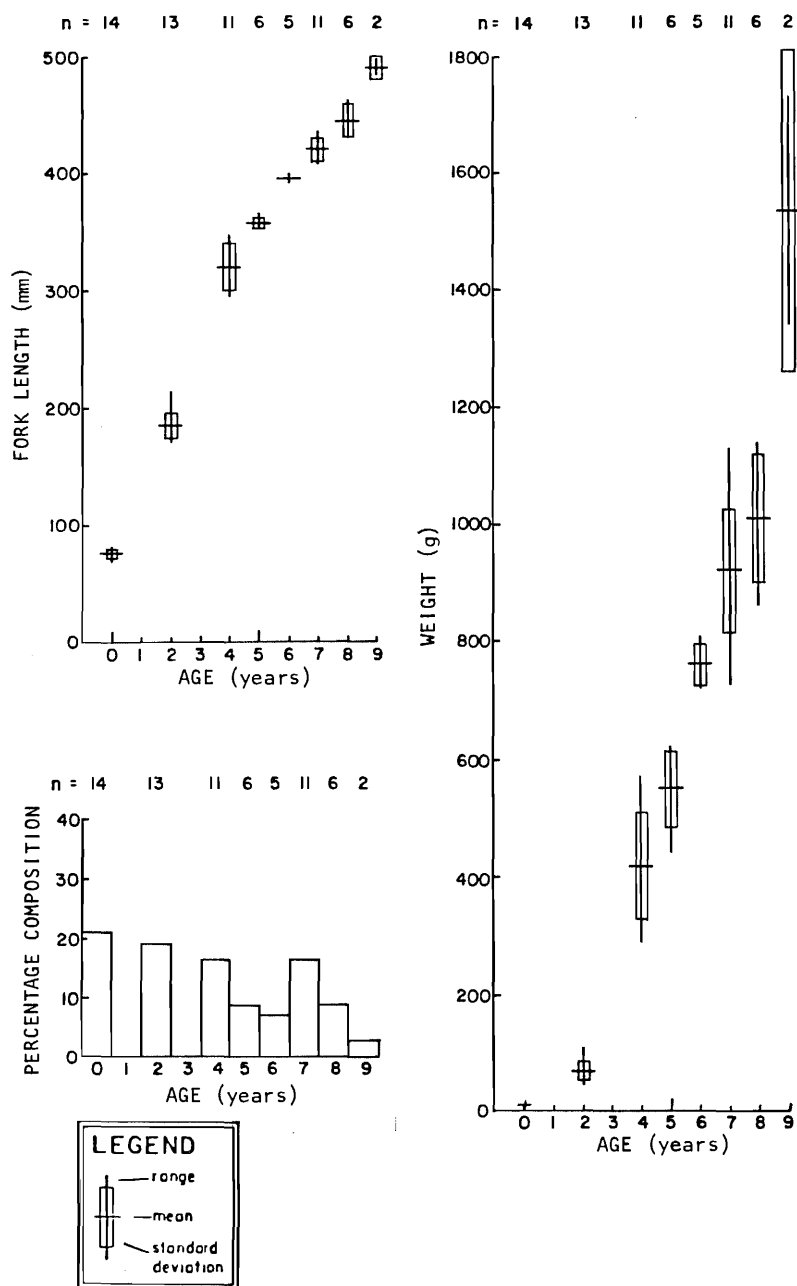 n = 14 13 11 6 5 11 6 2
500
400
300
200
100
0
FORK LENGTH (mm)
0 1 2 3 4 5 6 7 8 9
AGE (years)
n = 14 13 11 6 5 11 6 2
40
30
20
10
0
PERCENTAGE COMPOSITION
0 1 2 3 4 5 6 7 8 9
AGE (years)
LEGEND
range
mean
standard
deviation
n = 14 13 11 6 5 11 6 2
1800
1600
1400
1200
1000
800
600
400
200
0
WEIGHT (g)
0 1 2 3 4 5 6 7 8 9
AGE (years)